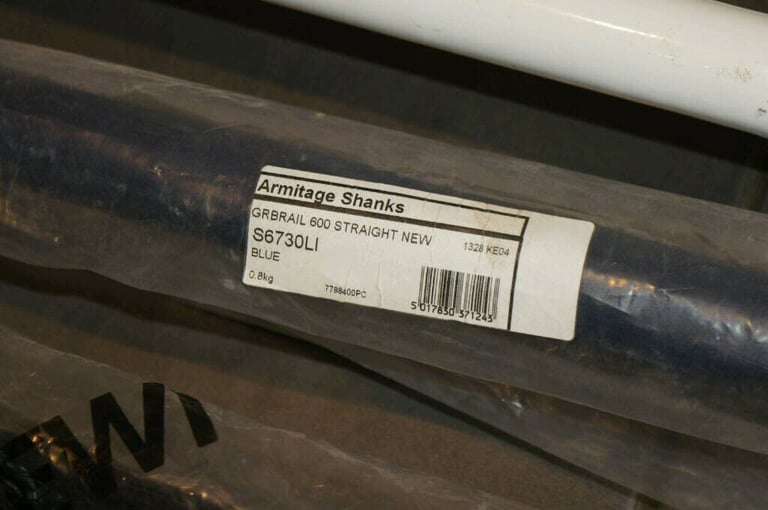 Armitage Shanks
GRBRAIL 600 STRAIGHT NEW
1328 KE04
S6730LI
BLUE
0.8kg
7788400PC
5 017830 371243